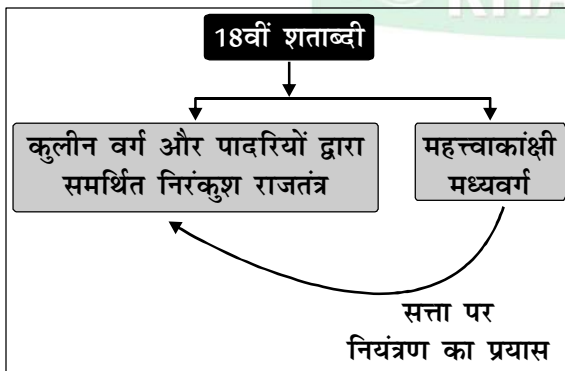 18वीं शताब्दी
कुलीन वर्ग और पादरियों द्वारा
समर्थित निरंकुश राजतंत्र
महत्त्वाकांक्षी
मध्यवर्ग
सत्ता पर
नियंत्रण का प्रयास